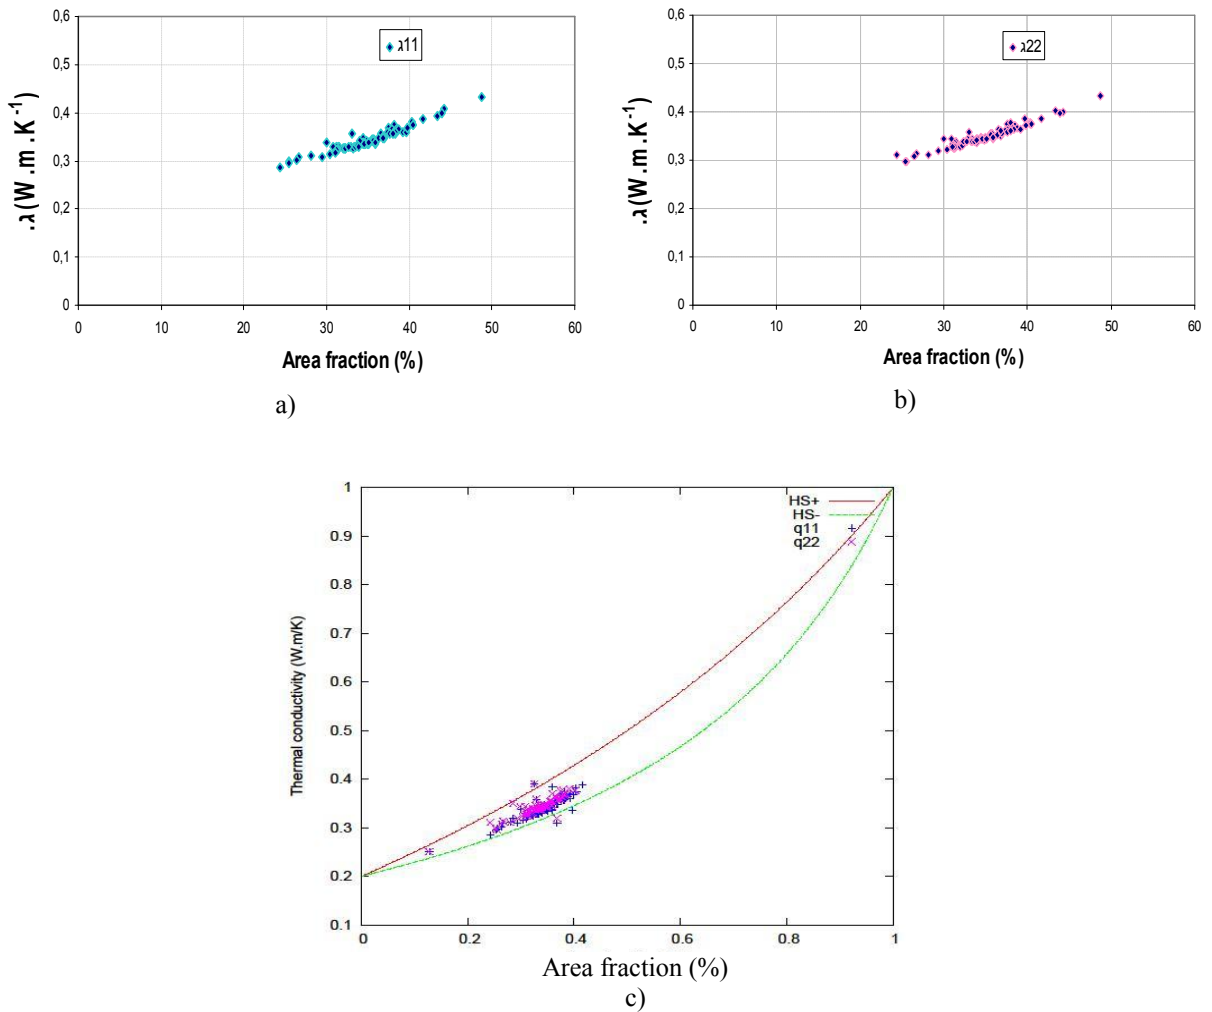 0,6
0,5
0,4
0,3
0,2
0,1
0
0 10 20 30 40 50 60
.λ(W.m.K⁻¹)
λ11
Area fraction (%)
a)
0,6
0,5
0,4
0,3
0,2
0,1
0
0 10 20 30 40 50 60
.λ(W.m.K⁻¹)
λ22
Area fraction (%)
b)
1
0.9
0.8
0.7
0.6
0.5
0.4
0.3
0.2
0.1
0 0.2 0.4 0.6 0.8 1
Thermal conductivity (W.m/K)
HS+
HS-
q11
q22
Area fraction (%)
c)